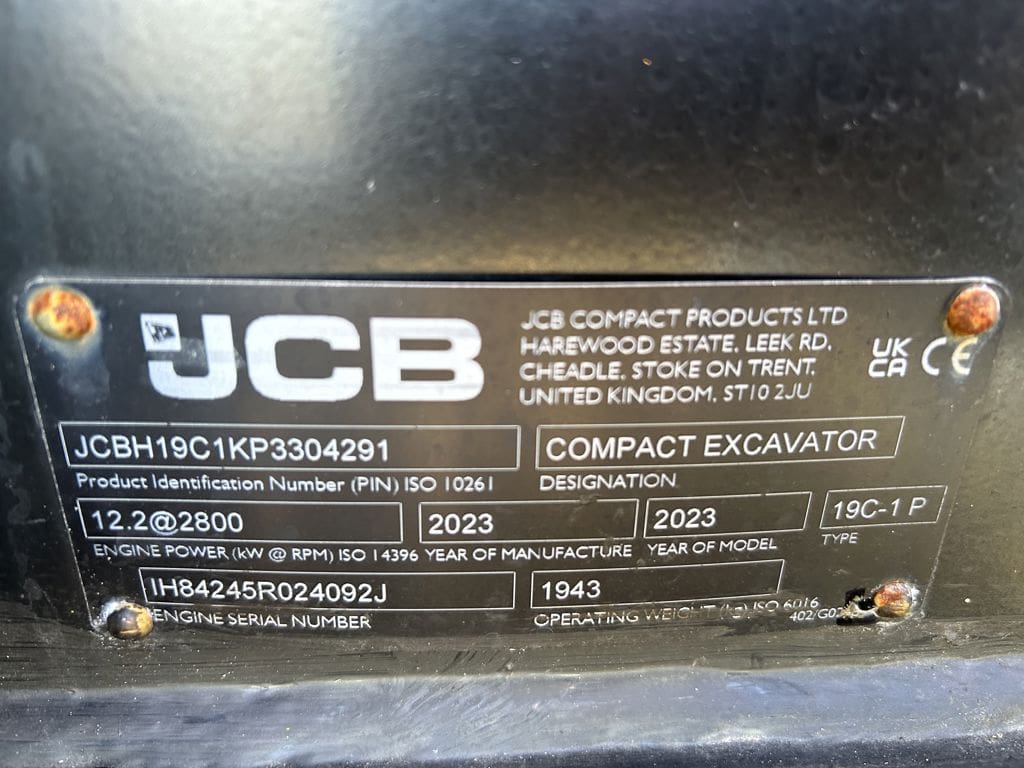 JCB
JCB COMPACT PRODUCTS LTD
HAREWOOD ESTATE, LEEK RD,
CHEADLE. STOKE ON TRENT.
UNITED KINGDOM. ST10 2JU
UK
CA CE
JCBH19C1KP3304291 COMPACT EXCAVATOR
Product Identification Number (PIN) ISO 10261 DESIGNATION
12.2@2800 2023 2023 19C-1 P
ENGINE POWER (kW @ RPM) ISO 14396 YEAR OF MANUFACTURE YEAR OF MODEL TYPE
IH84245R024092J 1943
ENGINE SERIAL NUMBER OPERATING WEIGHT (kg) ISO 6016